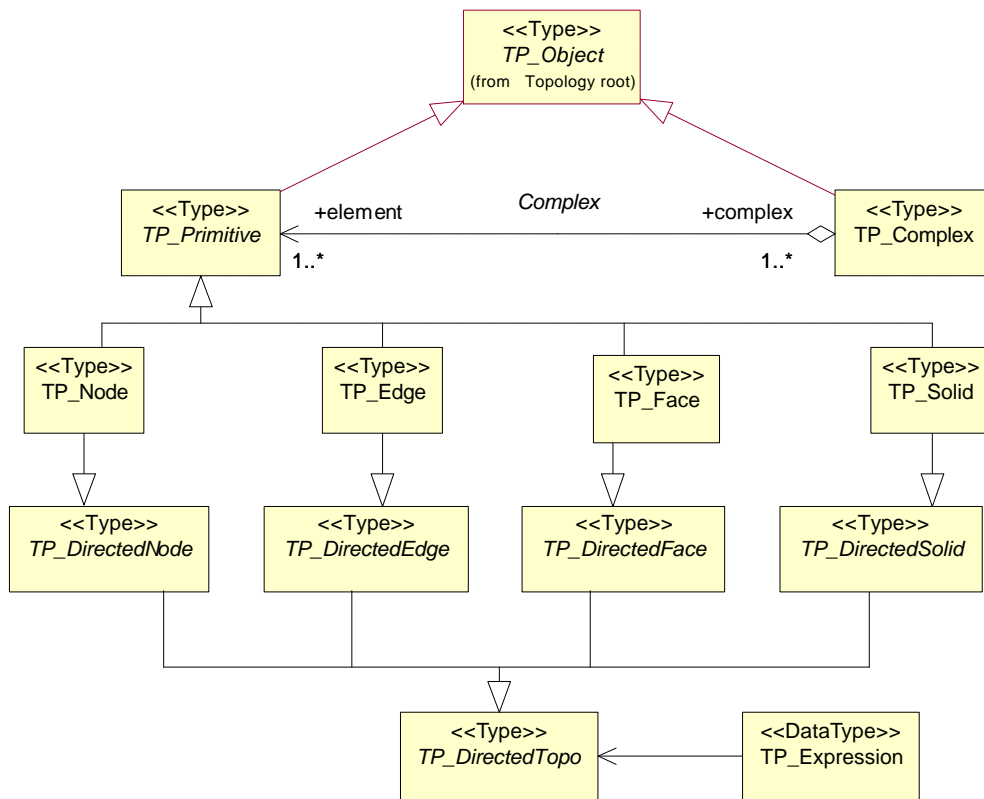 <<Type>>
TP_Object
(from Topology root)
<<Type>>
TP_Primitive
+element
1..*
Complex
+complex
1..*
<<Type>>
TP_Complex
<<Type>>
TP_Node
<<Type>>
TP_Edge
<<Type>>
TP_Face
<<Type>>
TP_Solid
<<Type>>
TP_DirectedNode
<<Type>>
TP_DirectedEdge
<<Type>>
TP_DirectedFace
<<Type>>
TP_DirectedSolid
<<Type>>
TP_DirectedTopo
<<DataType>>
TP_Expression